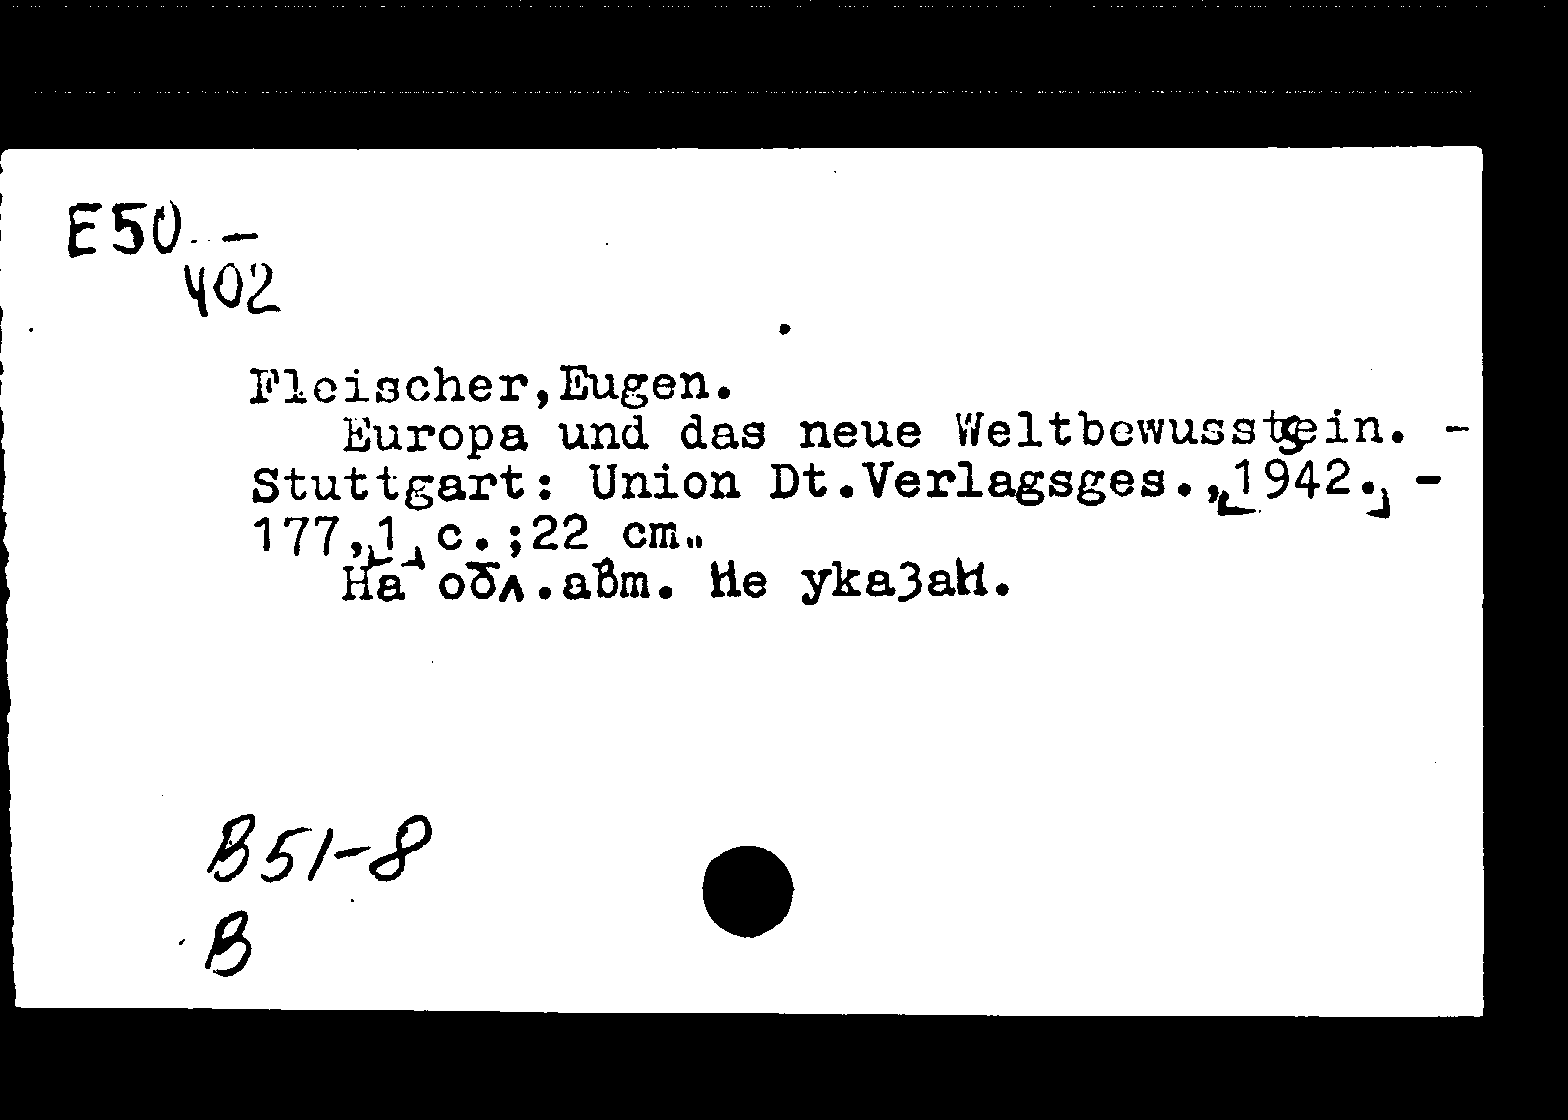 E50-
402
Fleischer,Eugen.
Europa und das neue Weltbewusstsein. -
Stuttgart: Union Dt.Verlagsges.,[1942.] -
177,[1] c.;22 cm..
На обл.авт. не указан.
B51-8
B